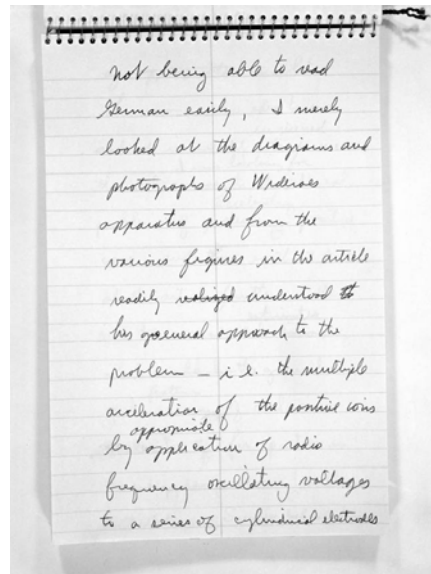 not being able to read
German easily, I merely
looked at the diagrams and
photographs of Wideroes
apparatus and from the
various figures in the article
readily realized understood
his general approach to the
problem — i e. the multiple
acceleration of the positive ions
appropriate
by application of radio
frequency oscillating voltages
to a series of cylindrical electrodes